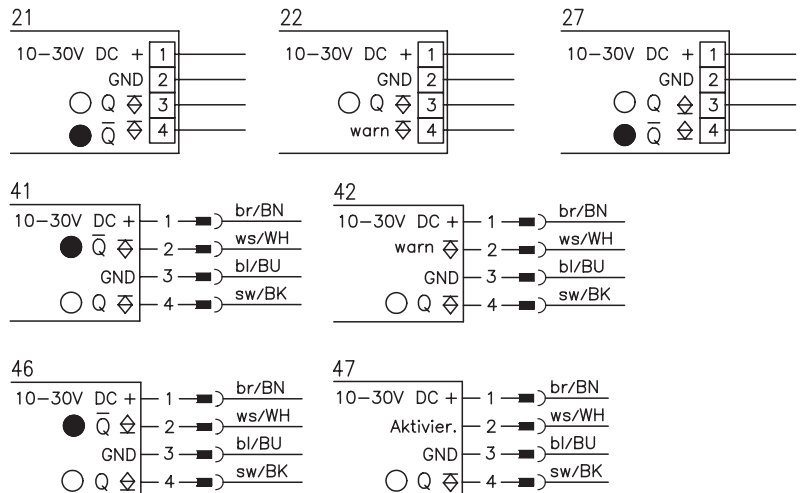 21
10–30V DC + 1
GND 2
Q 3
Q̅ 4
22
10–30V DC + 1
GND 2
Q 3
warn 4
27
10–30V DC + 1
GND 2
Q 3
Q̅ 4
41
10–30V DC + 1 br/BN
Q̅ 2 ws/WH
GND 3 bl/BU
Q 4 sw/BK
42
10–30V DC + 1 br/BN
warn 2 ws/WH
GND 3 bl/BU
Q 4 sw/BK
46
10–30V DC + 1 br/BN
Q̅ 2 ws/WH
GND 3 bl/BU
Q 4 sw/BK
47
10–30V DC + 1 br/BN
Aktivier. 2 ws/WH
GND 3 bl/BU
Q 4 sw/BK